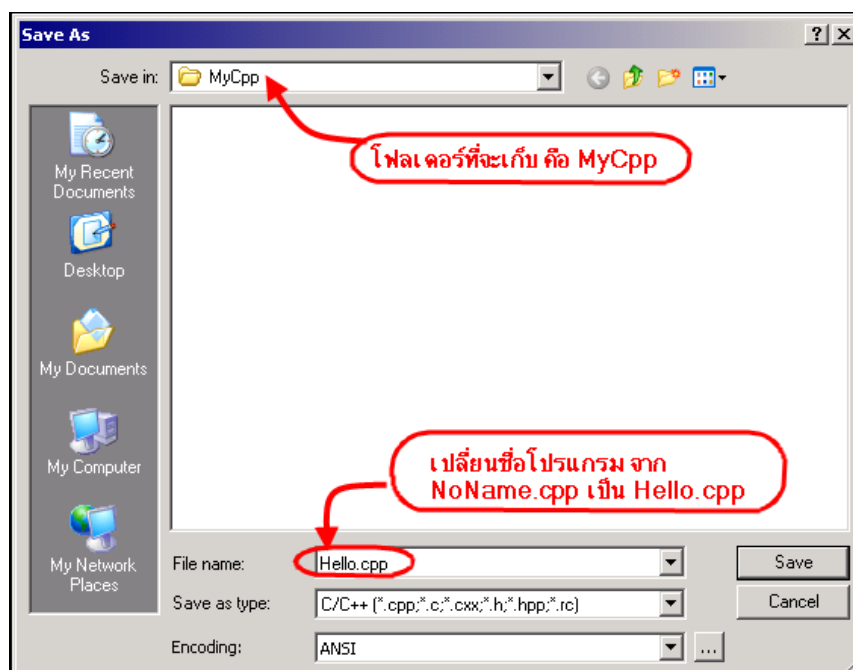 Save As
Save in:
MyCpp
โฟลเดอร์ที่จะเก็บ คือ MyCpp
My Recent
Documents
Desktop
My Documents
My Computer
My Network
Places
เปลี่ยนชื่อโปรแกรม จาก
NoName.cpp เป็น Hello.cpp
File name:
Hello.cpp
Save
Save as type:
C/C++ (*.cpp;*.c;*.cxx;*.h;*.hpp;*.rc)
Cancel
Encoding:
ANSI
...